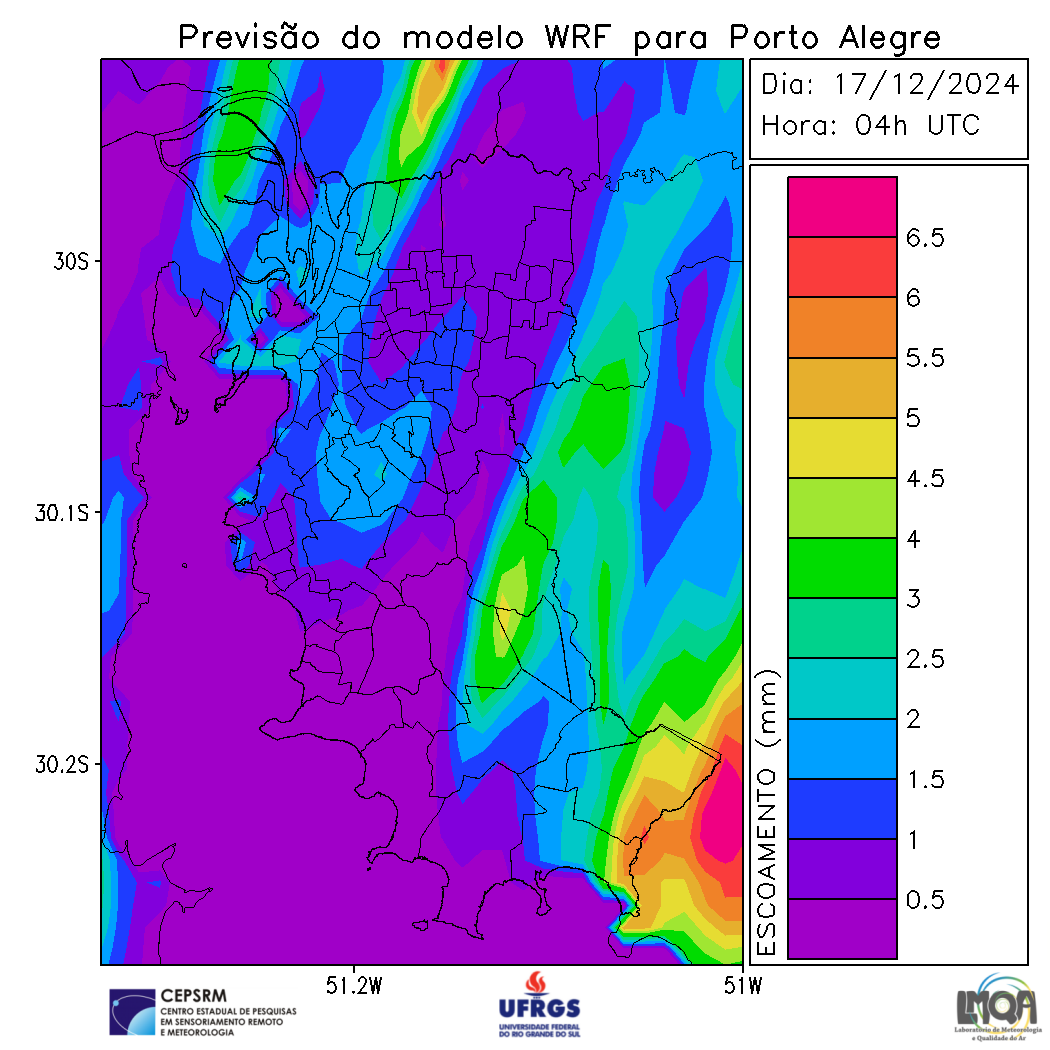 Previsão do modelo WRF para Porto Alegre
Dia: 17/12/2024
Hora: 04h UTC
6.5
6
5.5
5
4.5
4
3
2.5
2
1.5
1
0.5
ESCOAMENTO (mm)
30S
30.1S
30.2S
51.2W
51W
CEPSRM
CENTRO ESTADUAL DE PESQUISAS
EM SENSORIAMENTO REMOTO
E METEOROLOGIA
UFRGS
UNIVERSIDADE FEDERAL
DO RIO GRANDE DO SUL
LMQA
Laboratório de Meteorologia
e Qualidade do Ar